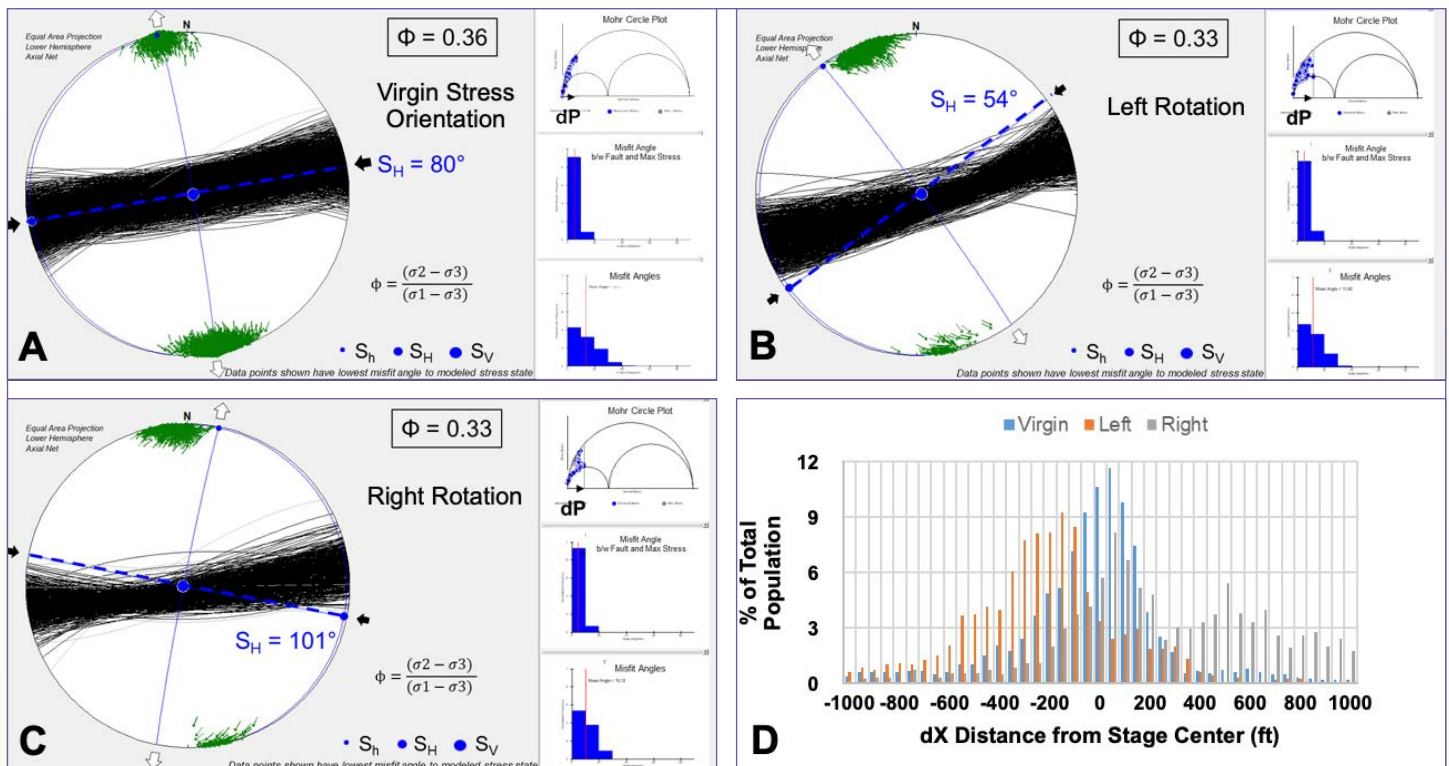 Equal Area Projection
Lower Hemisphere
Axial Net
N
Φ = 0.36
Virgin Stress
Orientation
S_H = 80°
ϕ = (σ2 − σ3) / (σ1 − σ3)
S_h S_H S_V
A
Data points shown have lowest misfit angle to modeled stress state
Mohr Circle Plot
dP
Misfit Angle
b/w Fault and Max Stress
Misfit Angles
Equal Area Projection
Lower Hemisphere
Axial Net
N
Φ = 0.33
S_H = 54°
Left Rotation
ϕ = (σ2 − σ3) / (σ1 − σ3)
S_h S_H S_V
B
Data points shown have lowest misfit angle to modeled stress state
Mohr Circle Plot
dP
Misfit Angle
b/w Fault and Max Stress
Misfit Angles
Equal Area Projection
Lower Hemisphere
Axial Net
N
Φ = 0.33
Right Rotation
S_H = 101°
ϕ = (σ2 − σ3) / (σ1 − σ3)
S_h S_H S_V
C
Data points shown have lowest misfit angle to modeled stress state
Mohr Circle Plot
dP
Misfit Angle
b/w Fault and Max Stress
Misfit Angles
Virgin Left Right
12
9
6
3
0
% of Total
Population
-1000 -800 -600 -400 -200 0 200 400 600 800 1000
dX Distance from Stage Center (ft)
D